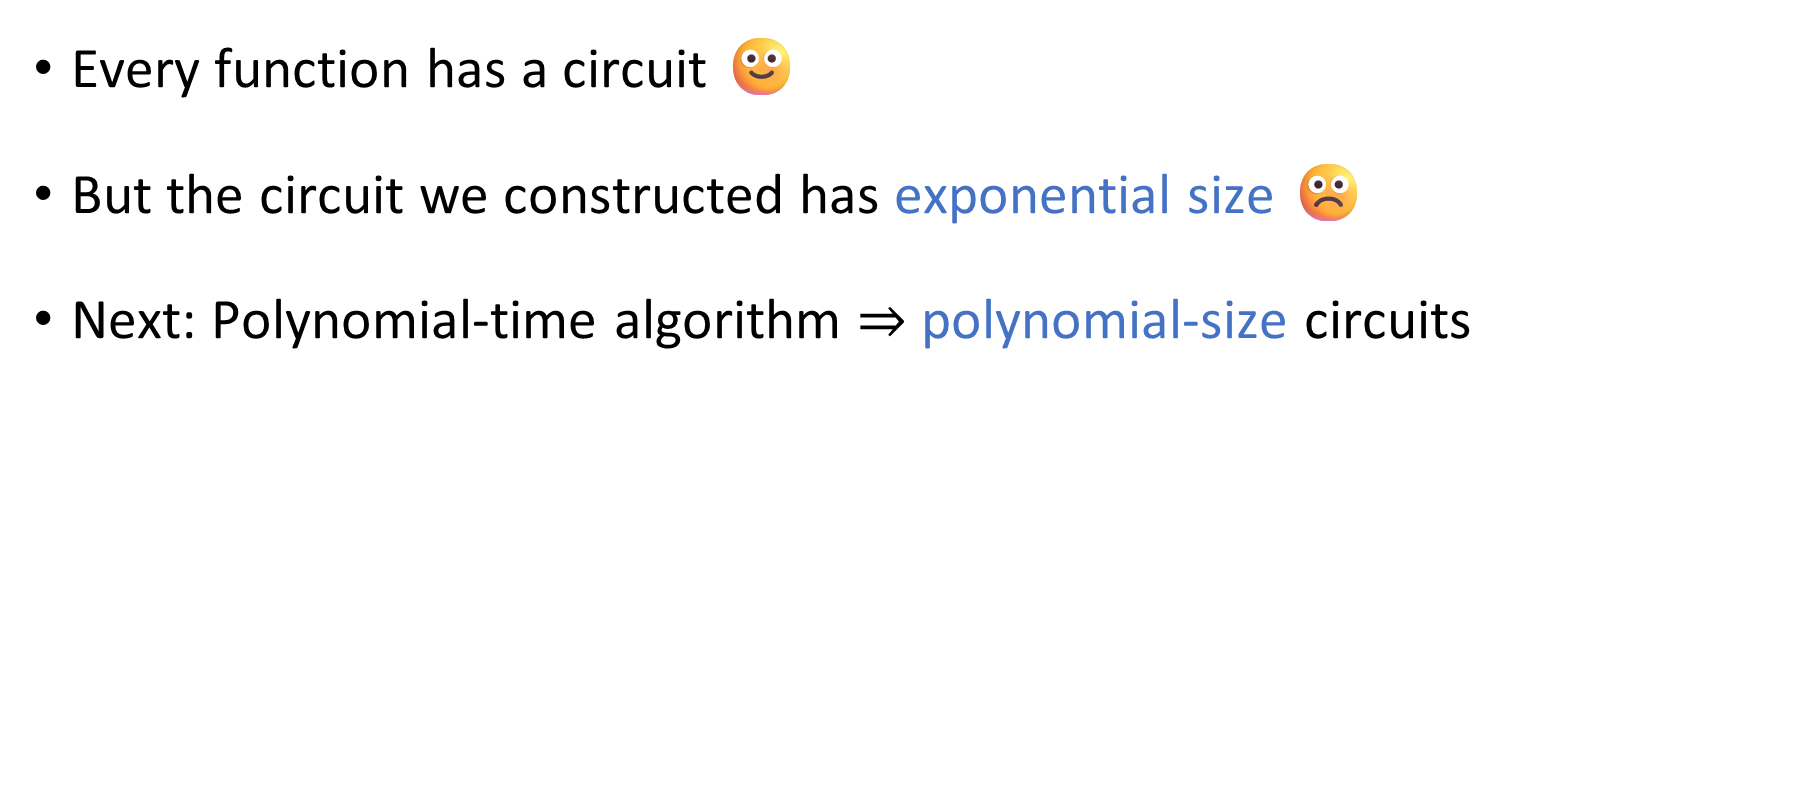 • Every function has a circuit 🙂
• But the circuit we constructed has exponential size ☹️
• Next: Polynomial-time algorithm ⇒ polynomial-size circuits